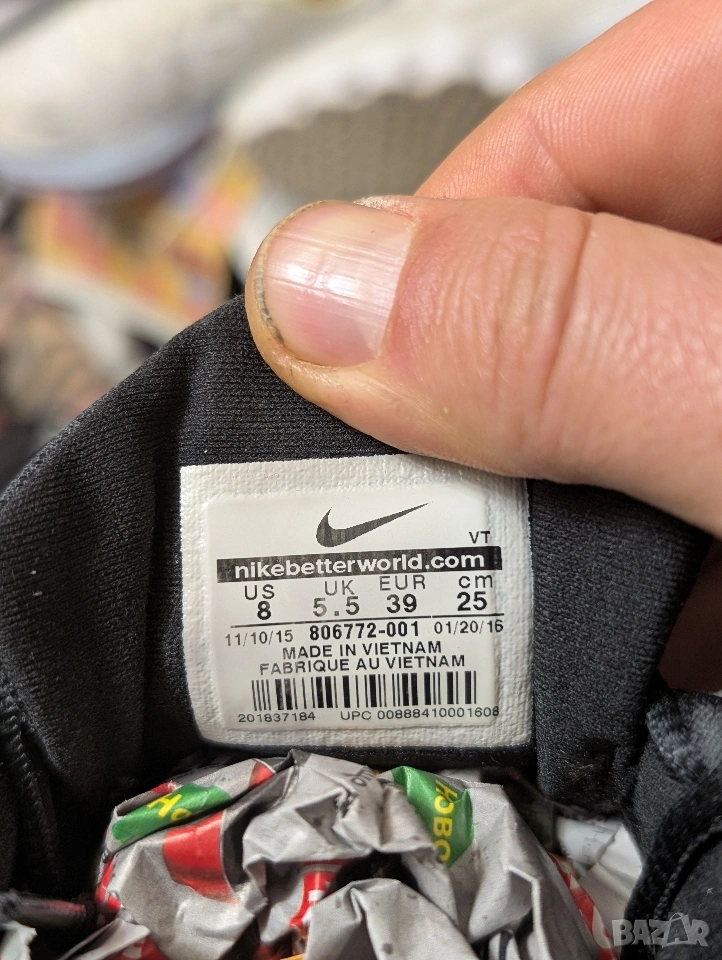 VT
nikebetterworld.com
US UK EUR cm
8 5.5 39 25
11/10/15 806772-001 01/20/16
MADE IN VIETNAM
FABRIQUE AU VIETNAM
201837184 UPC 00888410001608
НОВО
BAZAR